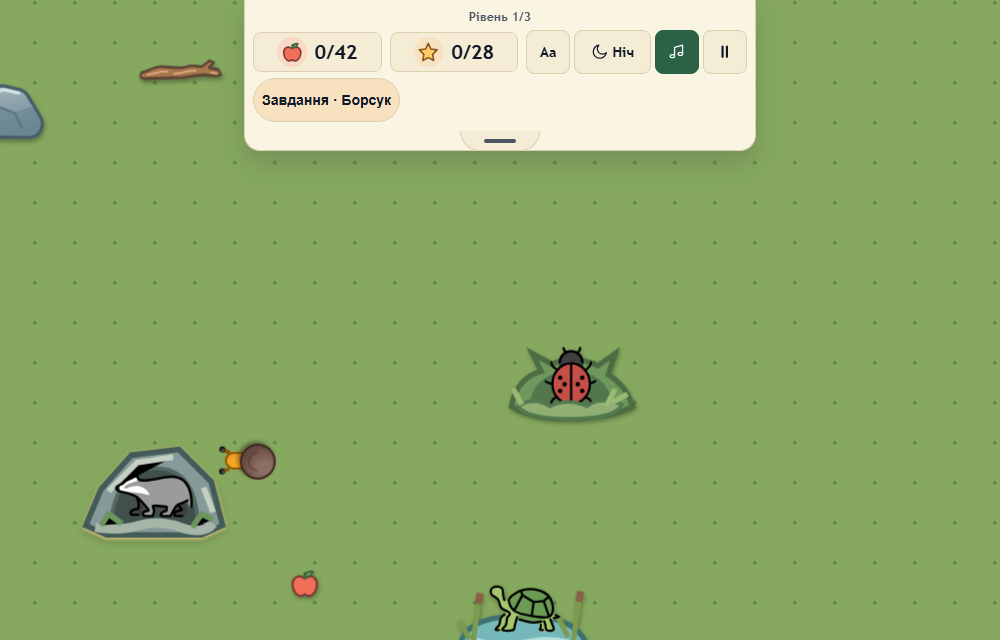 Рівень 1/3
0/42
0/28
Aa
Ніч
Завдання · Борсук